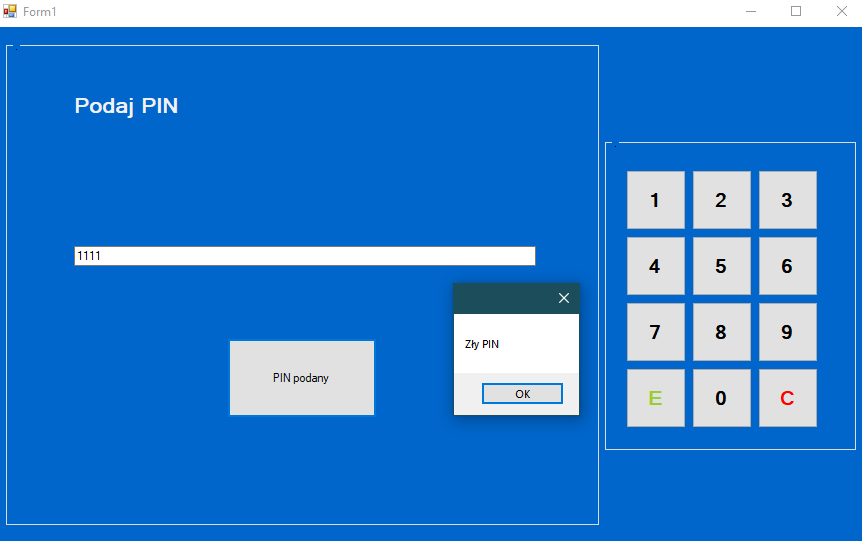 Form1
Podaj PIN
1111
Zły PIN
OK
PIN podany
1 2 3
4 5 6
7 8 9
E 0 C